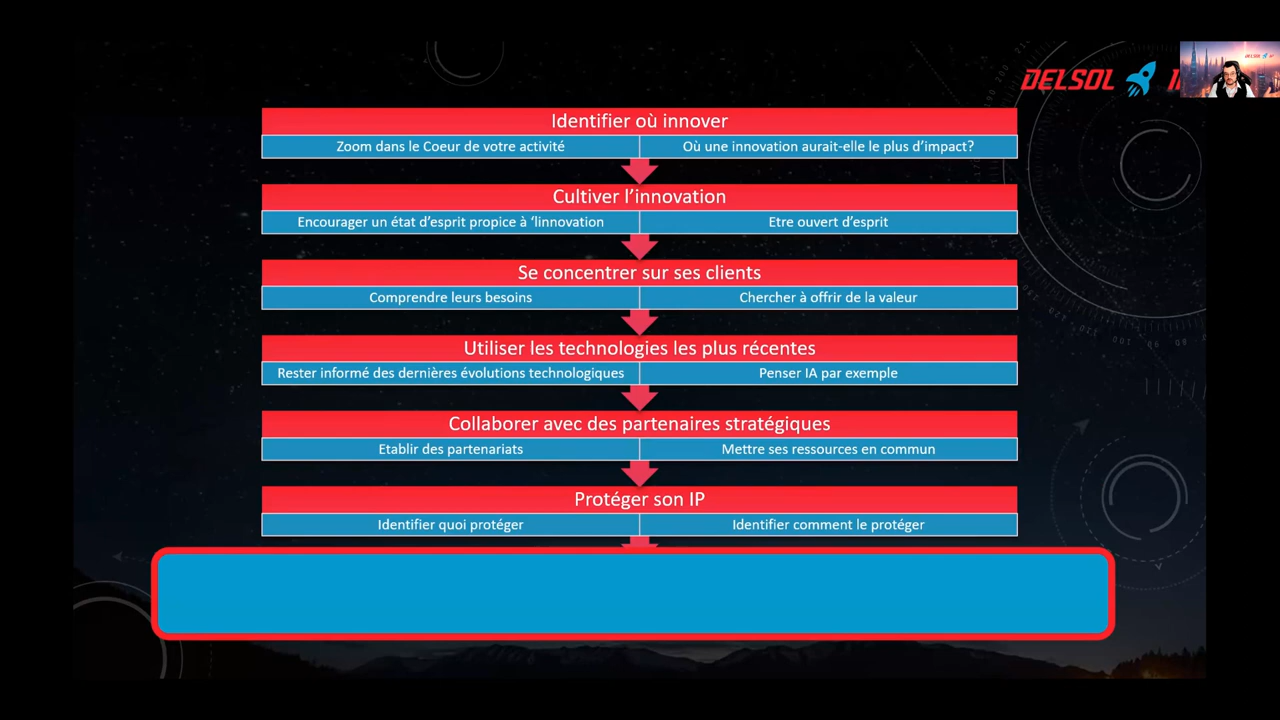 DELSOL
Identifier où innover
Zoom dans le Coeur de votre activité
Où une innovation aurait-elle le plus d'impact?
Cultiver l'innovation
Encourager un état d'esprit propice à 'linnovation
Etre ouvert d'esprit
Se concentrer sur ses clients
Comprendre leurs besoins
Chercher à offrir de la valeur
Utiliser les technologies les plus récentes
Rester informé des dernières évolutions technologiques
Penser IA par exemple
Collaborer avec des partenaires stratégiques
Etablir des partenariats
Mettre ses ressources en commun
Protéger son IP
Identifier quoi protéger
Identifier comment le protéger